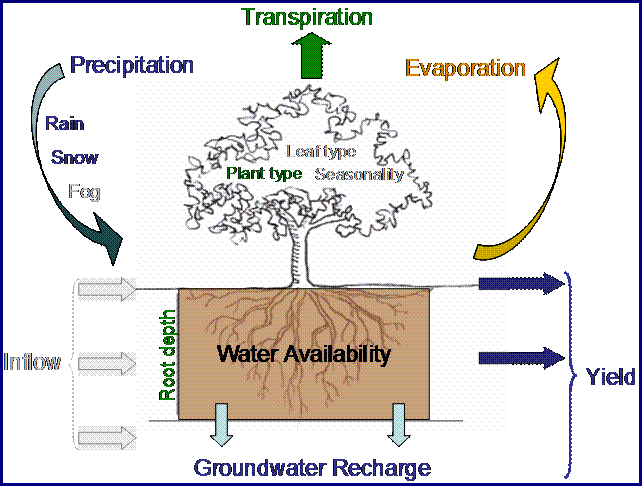 Transpiration
Precipitation
Evaporation
Rain
Snow
Fog
Leaf type
Plant type Seasonality
Inflow
Root depth
Water Availability
Yield
Groundwater Recharge